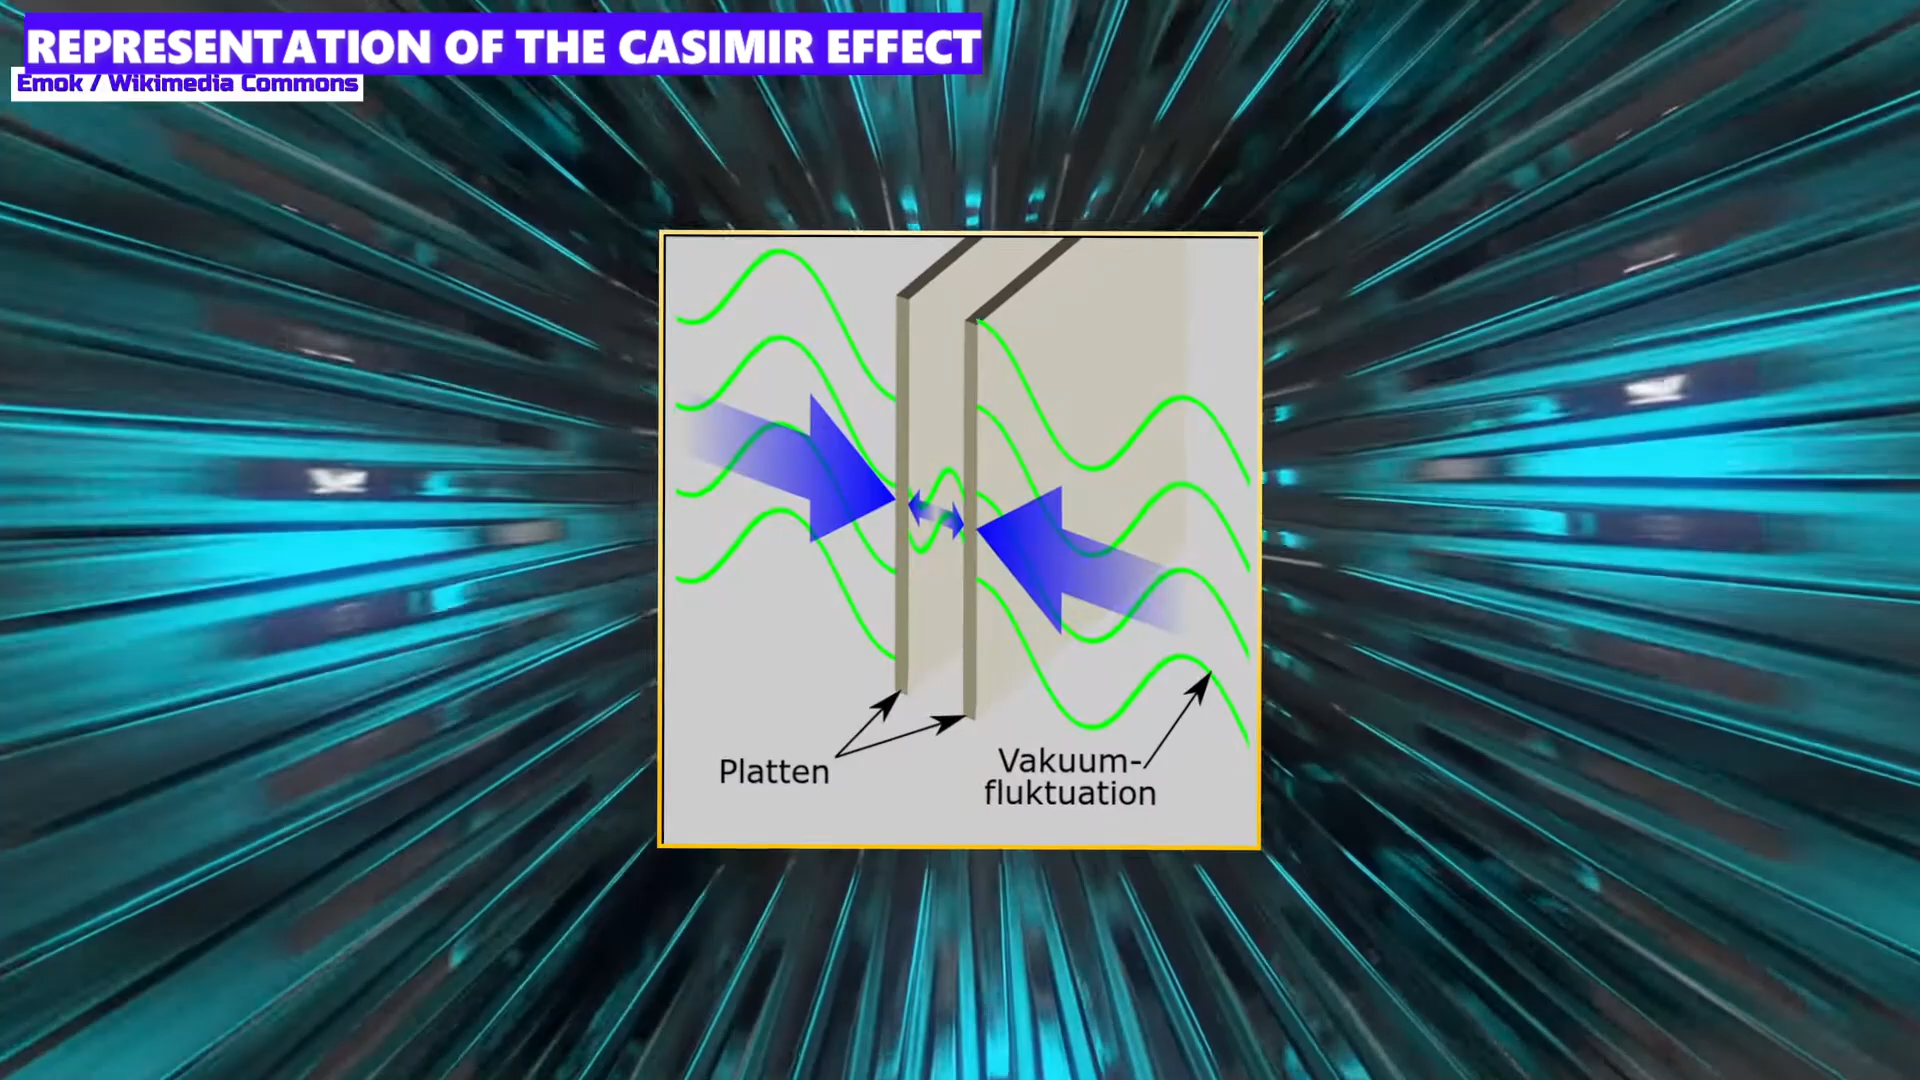 REPRESENTATION OF THE CASIMIR EFFECT
Emok / Wikimedia Commons
Platten
Vakuum-
fluktuation